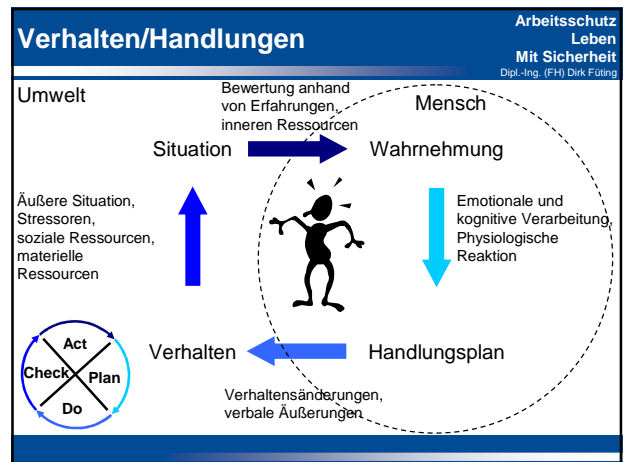 Verhalten/Handlungen
Arbeitsschutz
Leben
Mit Sicherheit
Dipl.-Ing. (FH) Dirk Füting
Umwelt
Bewertung anhand
von Erfahrungen,
inneren Ressourcen
Mensch
Situation
Wahrnehmung
Äußere Situation,
Stressoren,
soziale Ressourcen,
materielle
Ressourcen
Emotionale und
kognitive Verarbeitung,
Physiologische
Reaktion
Act
Check
Plan
Do
Verhalten
Handlungsplan
Verhaltensänderungen,
verbale Äußerungen